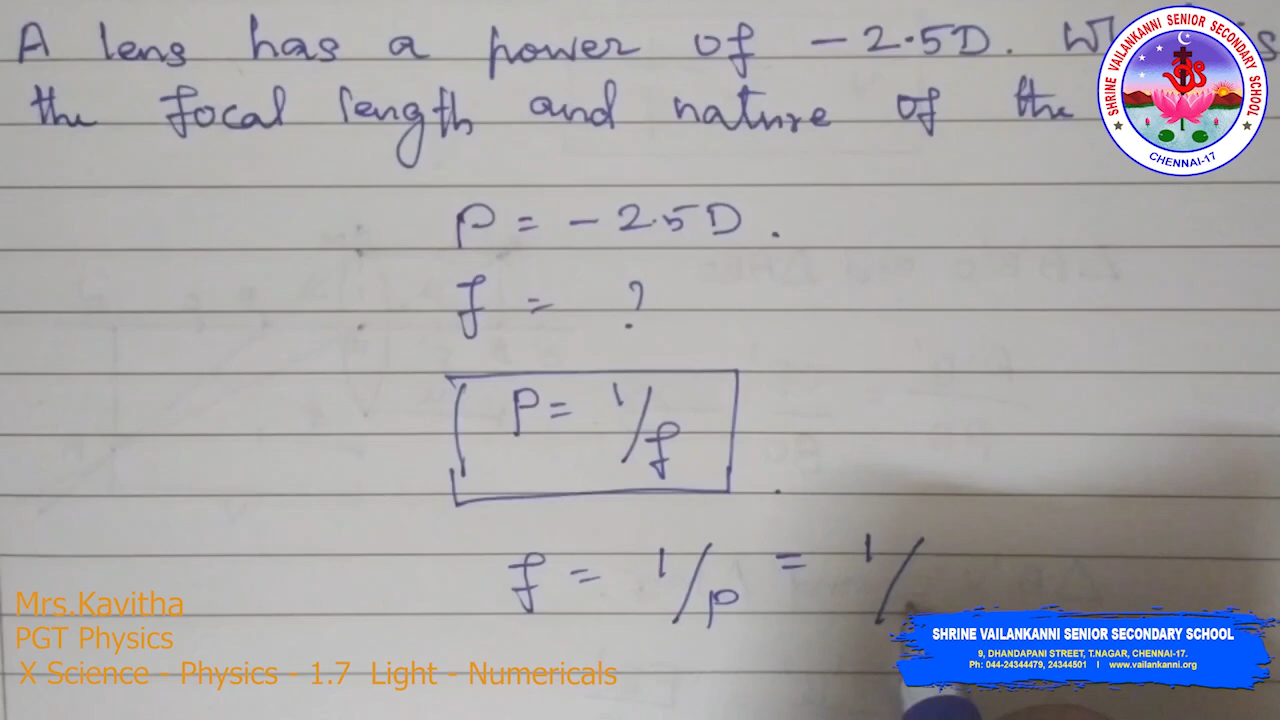 A lens has a power of - 2.5D.
the focal length and nature of the
P = - 2.5D.
f = ?
P = 1/f
f = 1/P = 1/
SHRINE VAILANKANNI SENIOR SECONDARY SCHOOL
CHENNAI-17
Mrs.Kavitha
PGT Physics
X Science - Physics - 1.7 Light - Numericals
SHRINE VAILANKANNI SENIOR SECONDARY SCHOOL
9, DHANDAPANI STREET, T.NAGAR, CHENNAI-17.
Ph: 044-24344479, 24344501 I www.vailankanni.org